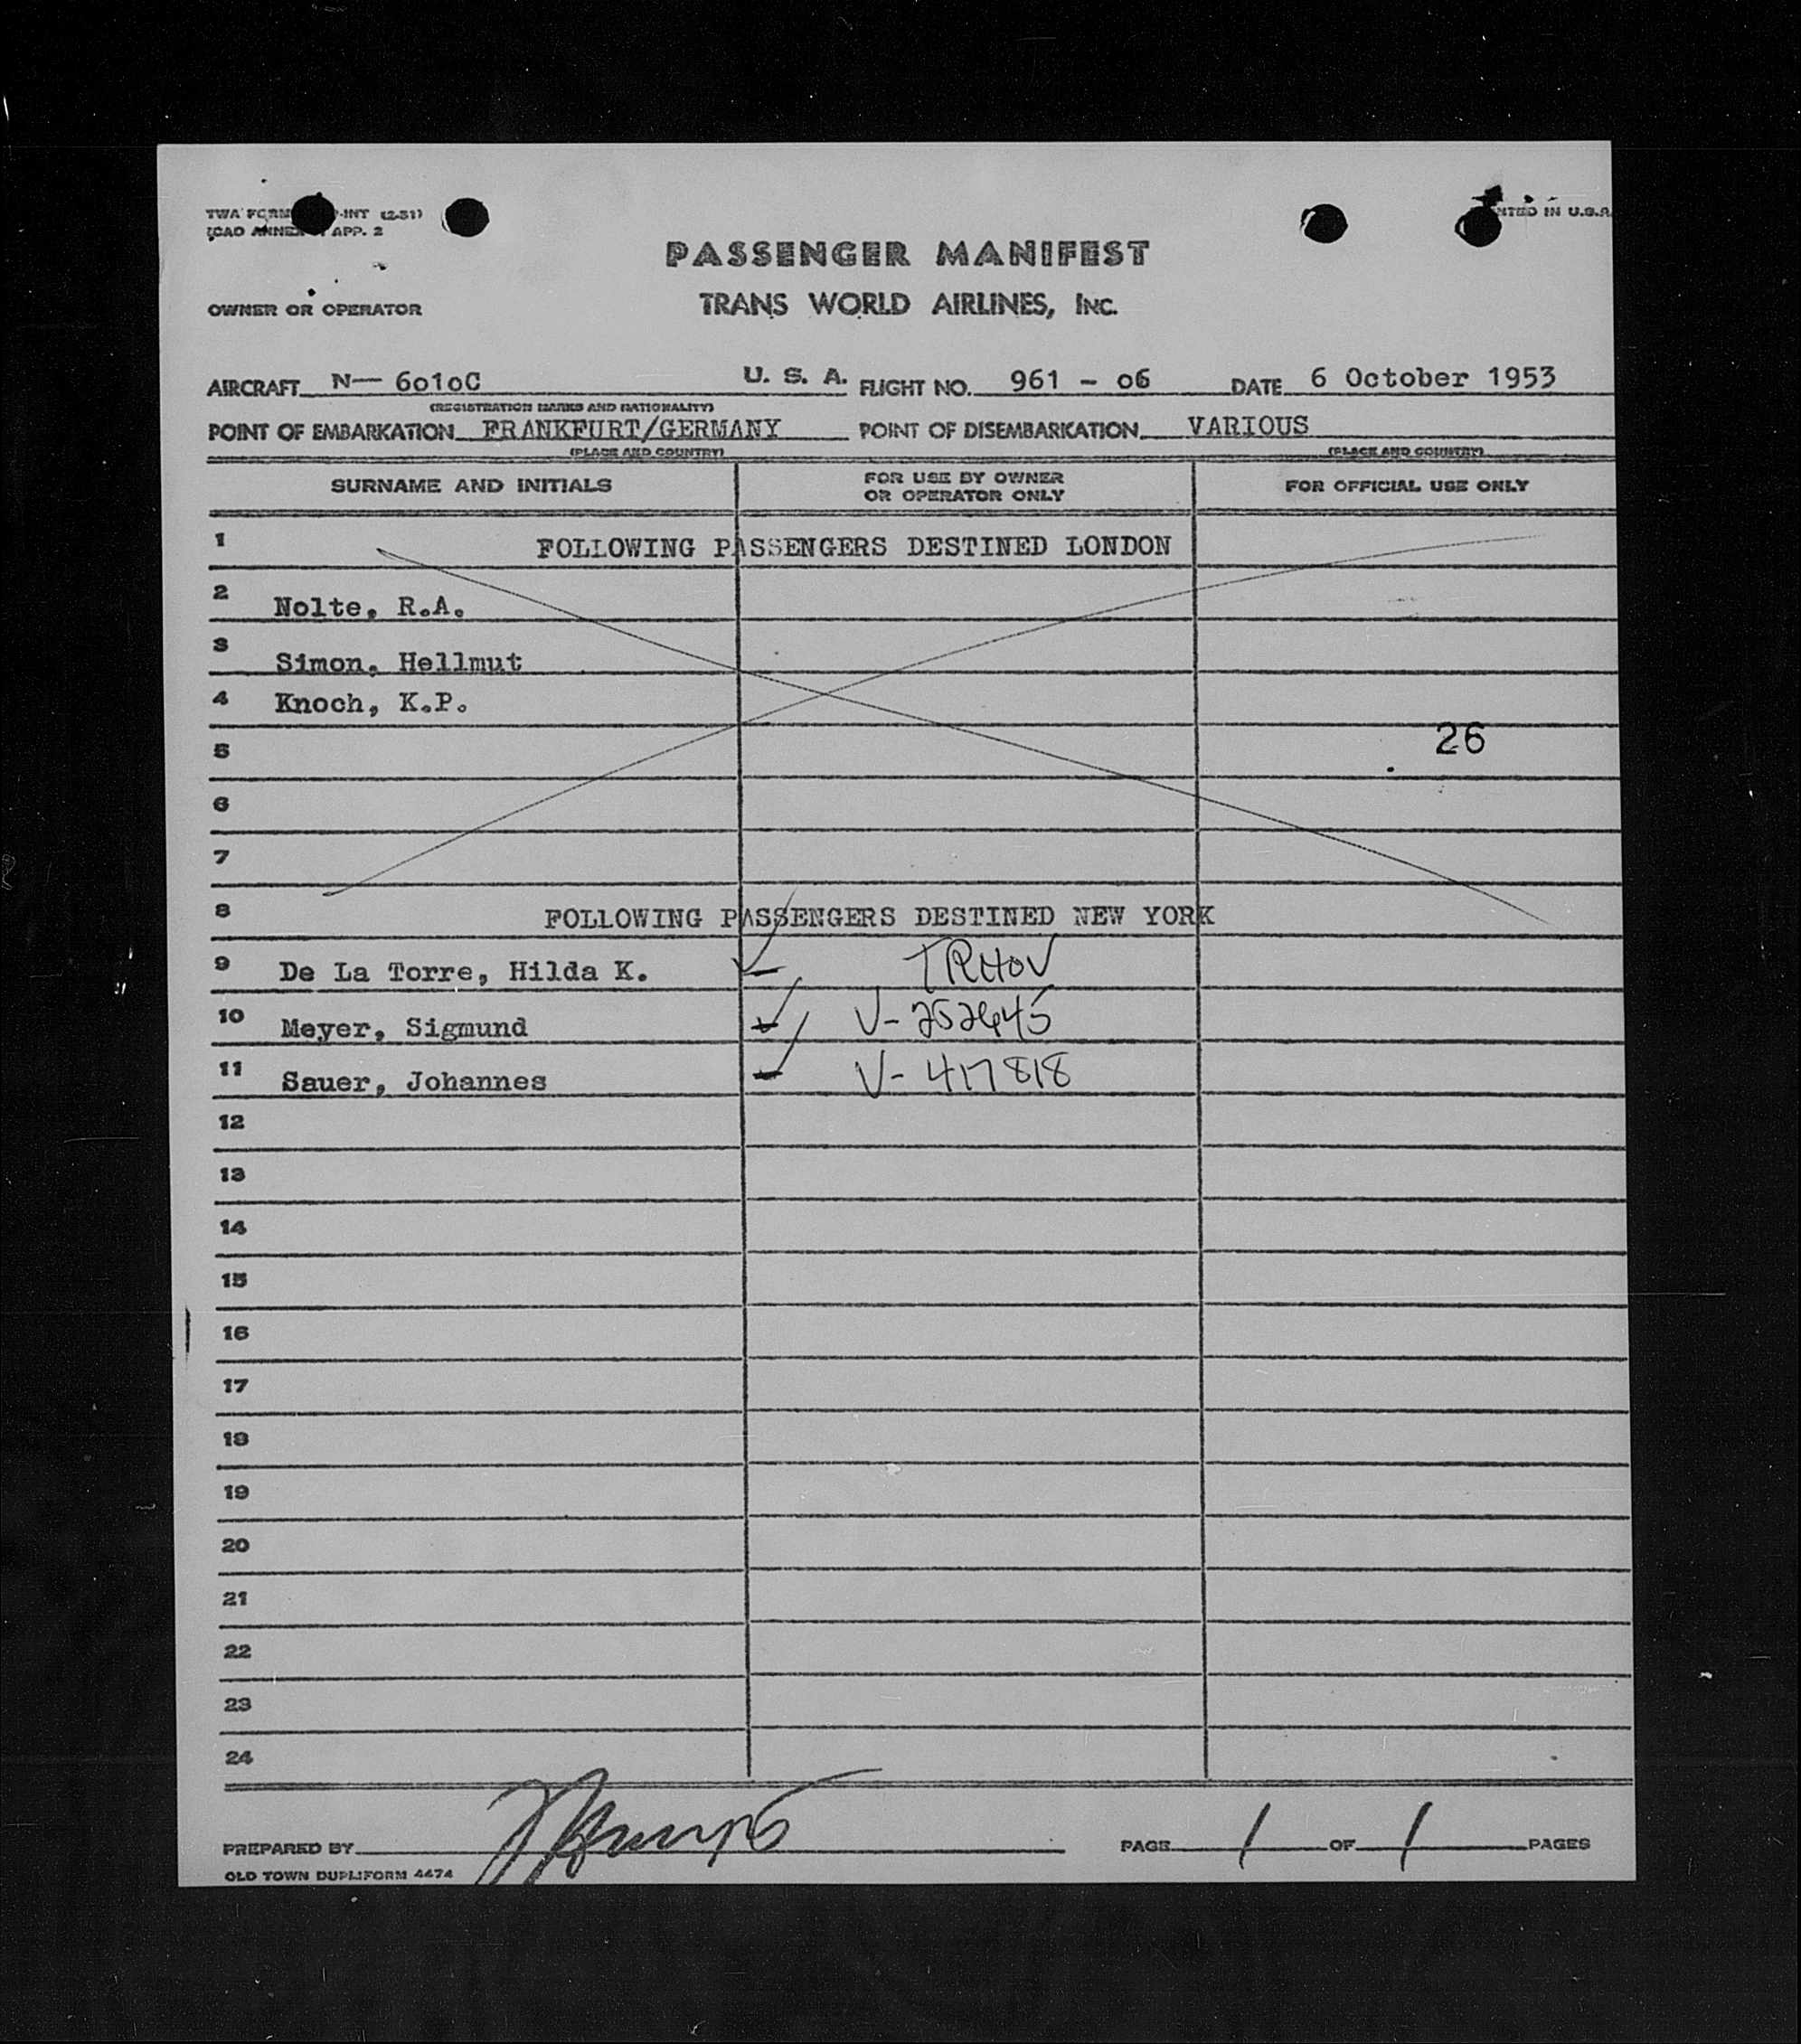 PRINTED IN U.S.A.
PASSENGER MANIFEST
TRANS WORLD AIRLINES, INC.
TWA FORM -INT (2-51)
ICAO ANNEX APP. 2
OWNER OR OPERATOR
AIRCRAFT N— 6010C U. S. A. FLIGHT NO. 961 - 06 DATE 6 October 1953
(REGISTRATION MARKS AND NATIONALITY)
POINT OF EMBARKATION FRANKFURT/GERMANY POINT OF DISEMBARKATION VARIOUS
(PLACE AND COUNTRY) (PLACE AND COUNTRY)
SURNAME AND INITIALS FOR USE BY OWNER OR OPERATOR ONLY FOR OFFICIAL USE ONLY
1 FOLLOWING PASSENGERS DESTINED LONDON
2 Nolte, R.A.
3 Simon, Hellmut
4 Knoch, K.P.
5 26
6
7
8 FOLLOWING PASSENGERS DESTINED NEW YORK
9 De La Torre, Hilda K.
10 Meyer, Sigmund V-252645
11 Sauer, Johannes V-417818
12
13
14
15
16
17
18
19
20
21
22
23
24
PREPARED BY PAGE 1 OF 1 PAGES
OLD TOWN DUPLIFORM 4474